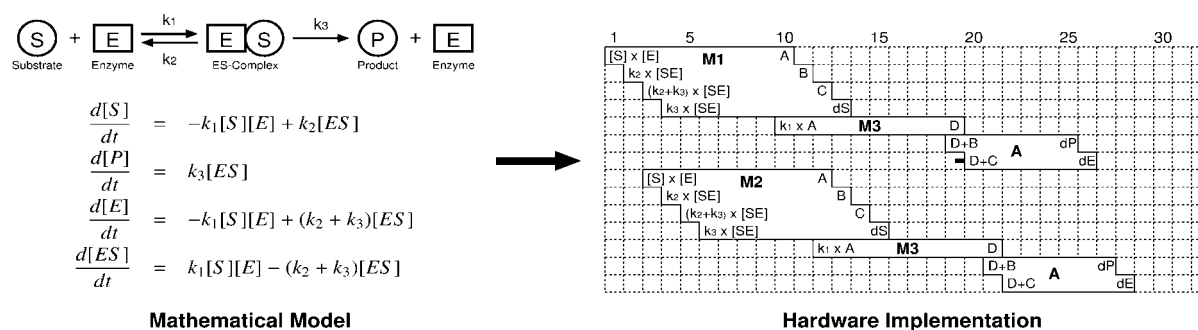 k₁ k₃
S + E E S P + E
k₂
Substrate Enzyme ES-Complex Product Enzyme
d[S]/dt = -k₁[S][E] + k₂[ES]
d[P]/dt = k₃[ES]
d[E]/dt = -k₁[S][E] + (k₂ + k₃)[ES]
d[ES]/dt = k₁[S][E] - (k₂ + k₃)[ES]
Mathematical Model
1 5 10 15 20 25 30
[S] x [E] M1 A
k₂ x [SE] B
(k₂+k₃) x [SE] C
k₃ x [SE] dS
k₁ x A M3 D
D+B A dP
D+C dE
[S] x [E] M2 A
k₂ x [SE] B
(k₂+k₃) x [SE] C
k₃ x [SE] dS
k₁ x A M3 D
D+B A dP
D+C dE
Hardware Implementation